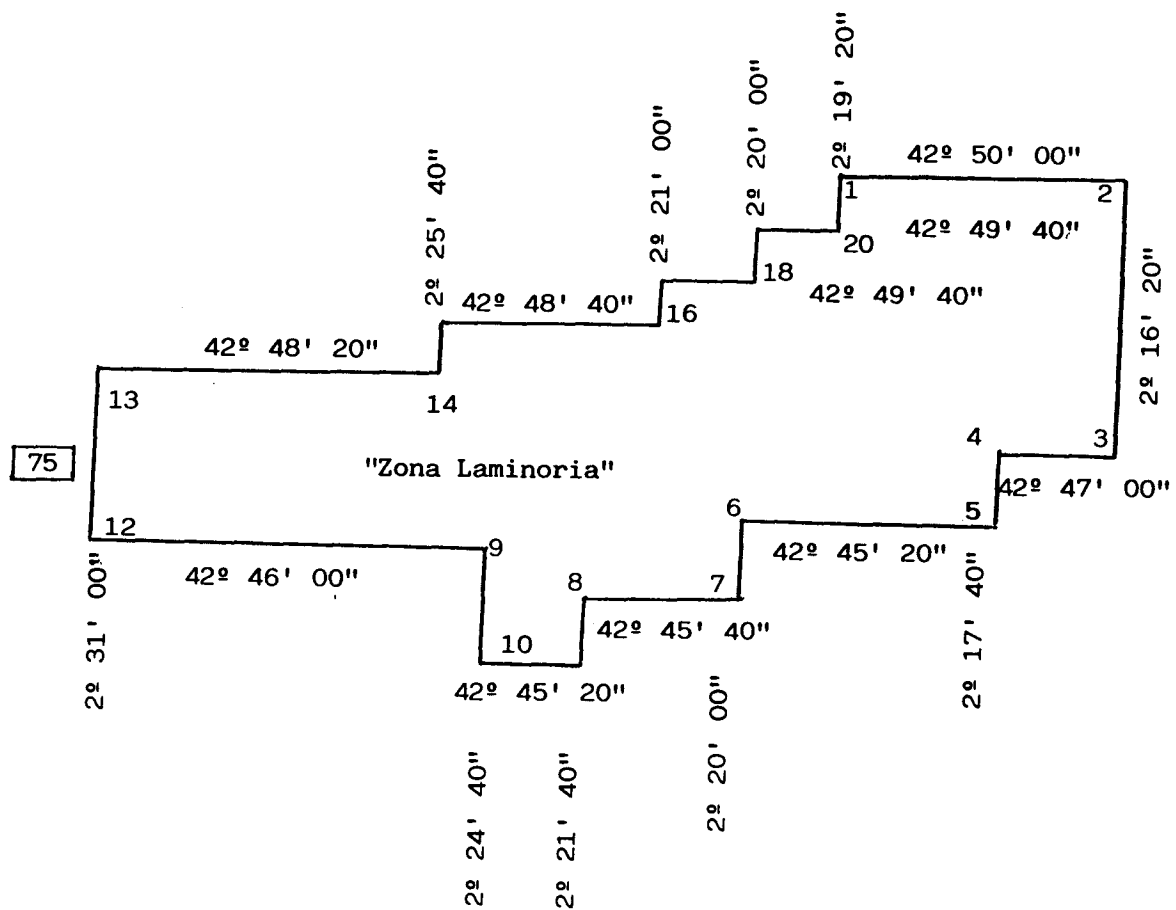 2º 19' 20"
2º 20' 00"
2º 21' 00"
2º 25' 40"
42º 50' 00"
1
2
42º 49' 40"
20
18
42º 49' 40"
2º 16' 20"
42º 48' 40"
16
42º 48' 20"
13
14
75
"Zona Laminoria"
4
3
42º 47' 00"
6
5
12
9
42º 45' 20"
42º 46' 00"
8
7
42º 45' 40"
10
42º 45' 20"
2º 31' 00"
2º 17' 40"
2º 20' 00"
2º 24' 40"
2º 21' 40"